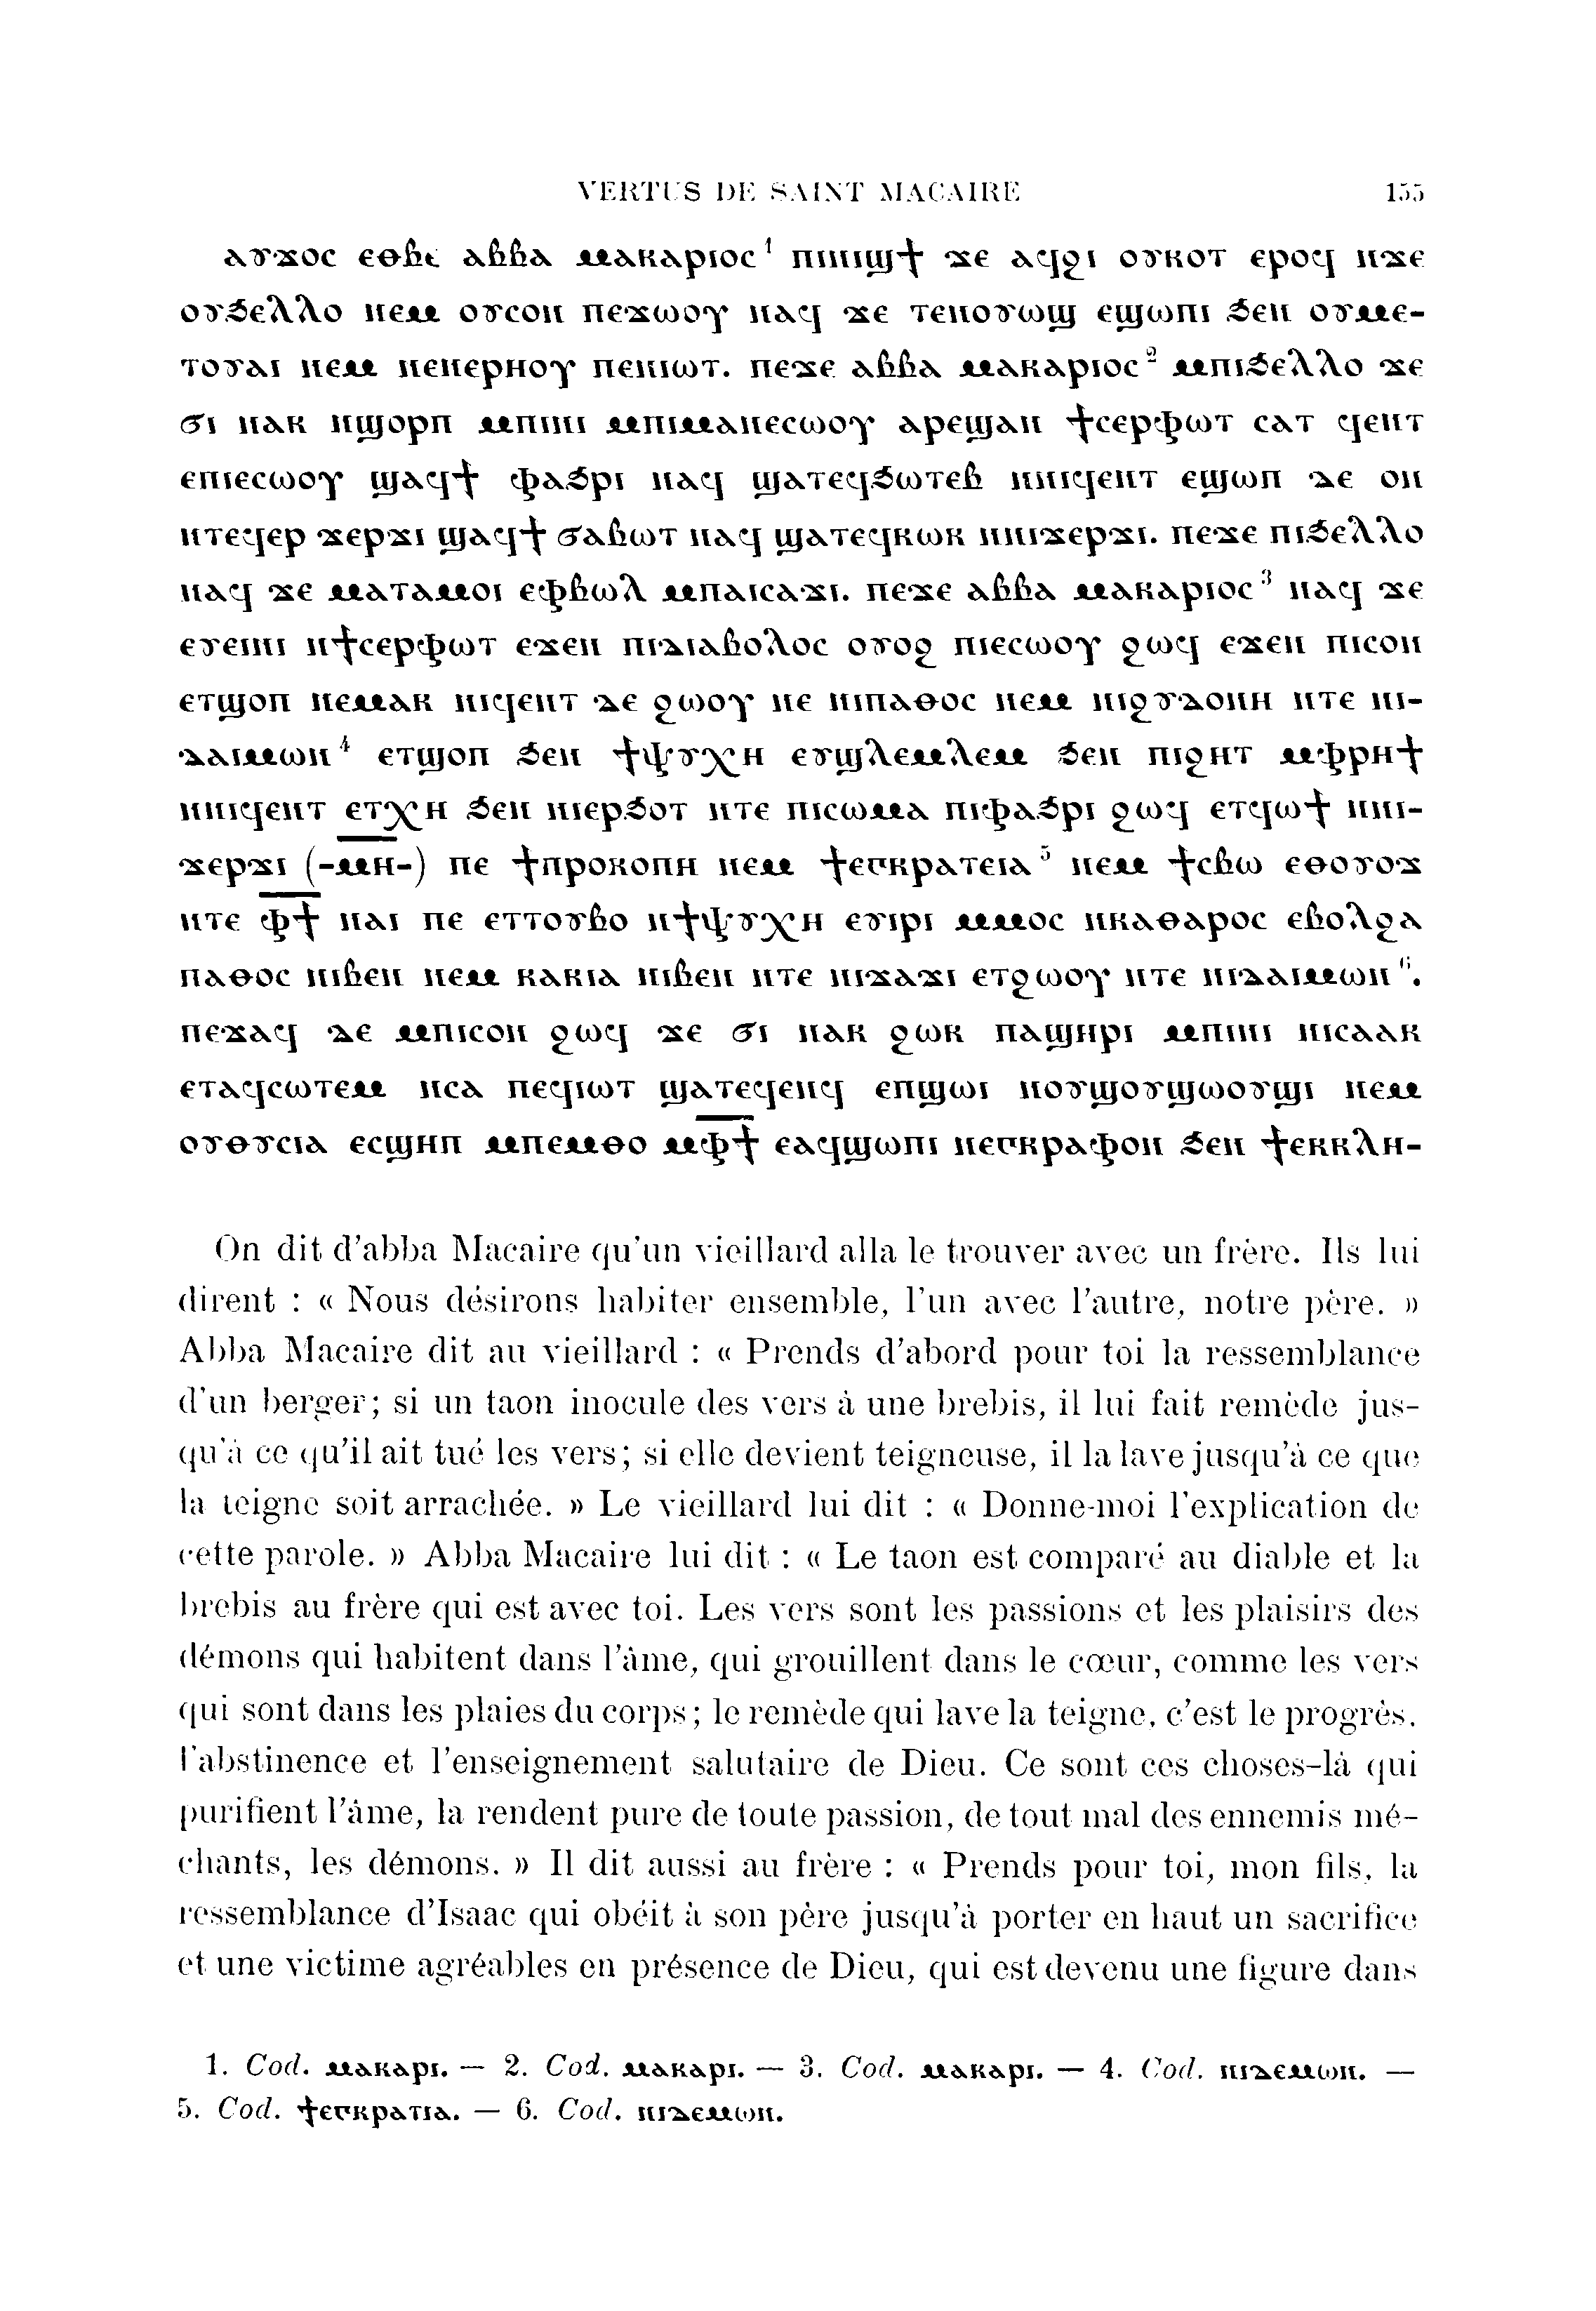 VERTUS DE SAINT MACAIRE 155
ⲁⲩϫⲟⲥ ⲉⲑⲃⲉ ⲁⲃⲃⲁ ⲙⲁⲕⲁⲣⲓⲟⲥ¹ ⲡⲓⲛⲓϣϯ ϫⲉ ⲁϥϩⲓ ⲟⲩⲕⲟⲧ ⲉⲣⲟϥ ⲛϫⲉ
ⲟⲩϧⲉⲗⲗⲟ ⲛⲉⲙ ⲟⲩⲥⲟⲛ ⲡⲉϫⲱⲟⲩ ⲛⲁϥ ϫⲉ ⲧⲉⲛⲟⲩⲱϣ ⲉϣⲱⲡⲓ ϧⲉⲛ ⲟⲩⲙⲉ-
ⲧⲟⲩⲁⲓ ⲛⲉⲙ ⲛⲉⲛⲉⲣⲏⲟⲩ ⲡⲉⲛⲓⲱⲧ. ⲡⲉϫⲉ ⲁⲃⲃⲁ ⲙⲁⲕⲁⲣⲓⲟⲥ² ⲙⲡⲓϧⲉⲗⲗⲟ ϫⲉ
ϭⲓ ⲛⲁⲕ ⲛϣⲟⲣⲡ ⲙⲡⲓⲛⲓ ⲙⲡⲓⲙⲁⲛⲉⲥⲱⲟⲩ ⲁⲣⲉϣⲁⲛ ϯⲥⲉⲣⲫⲱⲧ ⲥⲁⲧ ϥⲉⲛⲧ
ⲉⲡⲓⲉⲥⲱⲟⲩ ϣⲁϥϯ ⲫⲁϧⲣⲓ ⲛⲁϥ ϣⲁⲧⲉϥϧⲱⲧⲉⲃ ⲛⲛⲓϥⲉⲛⲧ ⲉϣⲱⲡ ⲇⲉ ⲟⲛ
ⲛⲧⲉϥⲉⲣ ϫⲉⲣϫⲓ ϣⲁϥϯ ϭⲁⲃⲱⲧ ⲛⲁϥ ϣⲁⲧⲉϥⲕⲱⲕ ⲛⲛⲓϫⲉⲣϫⲓ. ⲡⲉϫⲉ ⲡⲓϧⲉⲗⲗⲟ
ⲛⲁϥ ϫⲉ ⲙⲁⲧⲁⲙⲟⲓ ⲉⲫⲃⲱⲗ ⲙⲡⲁⲓⲥⲁϫⲓ. ⲡⲉϫⲉ ⲁⲃⲃⲁ ⲙⲁⲕⲁⲣⲓⲟⲥ³ ⲛⲁϥ ϫⲉ
ⲉⲩⲉⲓⲛⲓ ⲛϯⲥⲉⲣⲫⲱⲧ ⲉϫⲉⲛ ⲡⲓⲇⲓⲁⲃⲟⲗⲟⲥ ⲟⲩⲟϩ ⲡⲓⲉⲥⲱⲟⲩ ϩⲱϥ ⲉϫⲉⲛ ⲡⲓⲥⲟⲛ
ⲉⲧϣⲟⲡ ⲛⲉⲙⲁⲕ ⲛⲓϥⲉⲛⲧ ⲇⲉ ϩⲱⲟⲩ ⲛⲉ ⲛⲓⲡⲁⲑⲟⲥ ⲛⲉⲙ ⲛⲓϩⲩⲇⲟⲛⲏ ⲛⲧⲉ ⲛⲓ-
ⲇⲁⲓⲙⲱⲛ⁴ ⲉⲧϣⲟⲡ ϧⲉⲛ ϯⲯⲩⲭⲏ ⲉⲩϣⲗⲉⲙⲗⲉⲙ ϧⲉⲛ ⲡⲓϩⲏⲧ ⲙⲫⲣⲏϯ
ⲛⲛⲓϥⲉⲛⲧ ⲉⲧⲭⲏ ϧⲉⲛ ⲛⲓⲉⲣϧⲟⲧ ⲛⲧⲉ ⲡⲓⲥⲱⲙⲁ ⲡⲓⲫⲁϧⲣⲓ ϩⲱϥ ⲉⲧϥⲱϯ ⲛⲛⲓ-
ϫⲉⲣϫⲓ (-ⲙ̅ⲏ̅-) ⲡⲉ ϯⲡⲣⲟⲕⲟⲡⲏ ⲛⲉⲙ ϯⲉⲅⲕⲣⲁⲧⲉⲓⲁ⁵ ⲛⲉⲙ ϯⲥⲃⲱ ⲉⲑⲟⲩⲟϫ
ⲛⲧⲉ ⲫ̅ϯ̅ ⲛⲁⲓ ⲡⲉ ⲉⲧⲧⲟⲩⲃⲟ ⲛϯⲯⲩⲭⲏ ⲉⲩⲓⲣⲓ ⲙⲙⲟⲥ ⲛⲕⲁⲑⲁⲣⲟⲥ ⲉⲃⲟⲗϩⲁ
ⲡⲁⲑⲟⲥ ⲛⲓⲃⲉⲛ ⲛⲉⲙ ⲕⲁⲕⲓⲁ ⲛⲓⲃⲉⲛ ⲛⲧⲉ ⲛⲓϫⲁϫⲓ ⲉⲧϩⲱⲟⲩ ⲛⲧⲉ ⲛⲓⲇⲁⲓⲙⲱⲛ⁶.
ⲡⲉϫⲁϥ ⲇⲉ ⲙⲡⲓⲥⲟⲛ ϩⲱϥ ϫⲉ ϭⲓ ⲛⲁⲕ ϩⲱⲕ ⲡⲁϣⲏⲣⲓ ⲙⲡⲓⲛⲓ ⲛⲓⲥⲁⲁⲕ
ⲉⲧⲁϥⲥⲱⲧⲉⲙ ⲛⲥⲁ ⲡⲉϥⲓⲱⲧ ϣⲁⲧⲉϥⲉⲛϥ ⲉⲡϣⲱⲓ ⲛⲟⲩϣⲟⲩϣⲱⲟⲩϣⲓ ⲛⲉⲙ
ⲟⲩⲑⲩⲥⲓⲁ ⲉⲥϣⲏⲡ ⲙⲡⲉⲙⲑⲟ ⲙⲫ̅ϯ̅ ⲉⲁϥϣⲱⲡⲓ ⲛⲉⲅⲕⲣⲁⲫⲟⲛ ϧⲉⲛ ϯⲉⲕⲕⲗⲏ-
On dit d'abba Macaire qu'un vieillard alla le trouver avec un frère. Ils lui
dirent : « Nous désirons habiter ensemble, l'un avec l'autre, notre père. »
Abba Macaire dit au vieillard : « Prends d'abord pour toi la ressemblance
d'un berger; si un taon inocule des vers à une brebis, il lui fait remède jus-
qu'à ce qu'il ait tué les vers; si elle devient teigneuse, il la lave jusqu'à ce que
la teigne soit arrachée. » Le vieillard lui dit : « Donne-moi l'explication de
cette parole. » Abba Macaire lui dit : « Le taon est comparé au diable et la
brebis au frère qui est avec toi. Les vers sont les passions et les plaisirs des
démons qui habitent dans l'âme, qui grouillent dans le cœur, comme les vers
qui sont dans les plaies du corps; le remède qui lave la teigne, c'est le progrès,
l'abstinence et l'enseignement salutaire de Dieu. Ce sont ces choses-là qui
purifient l'âme, la rendent pure de toute passion, de tout mal des ennemis mé-
chants, les démons. » Il dit aussi au frère : « Prends pour toi, mon fils, la
ressemblance d'Isaac qui obéit à son père jusqu'à porter en haut un sacrifice
et une victime agréables en présence de Dieu, qui est devenu une figure dans
1. Cod. ⲙⲁⲕⲁⲣⲓ. — 2. Cod. ⲙⲁⲕⲁⲣⲓ. — 3. Cod. ⲙⲁⲕⲁⲣⲓ. — 4. Cod. ⲛⲓⲇⲉⲙⲱⲛ. —
5. Cod. ϯⲉⲅⲕⲣⲁⲧⲓⲁ. — 6. Cod. ⲛⲓⲇⲉⲙⲱⲛ.